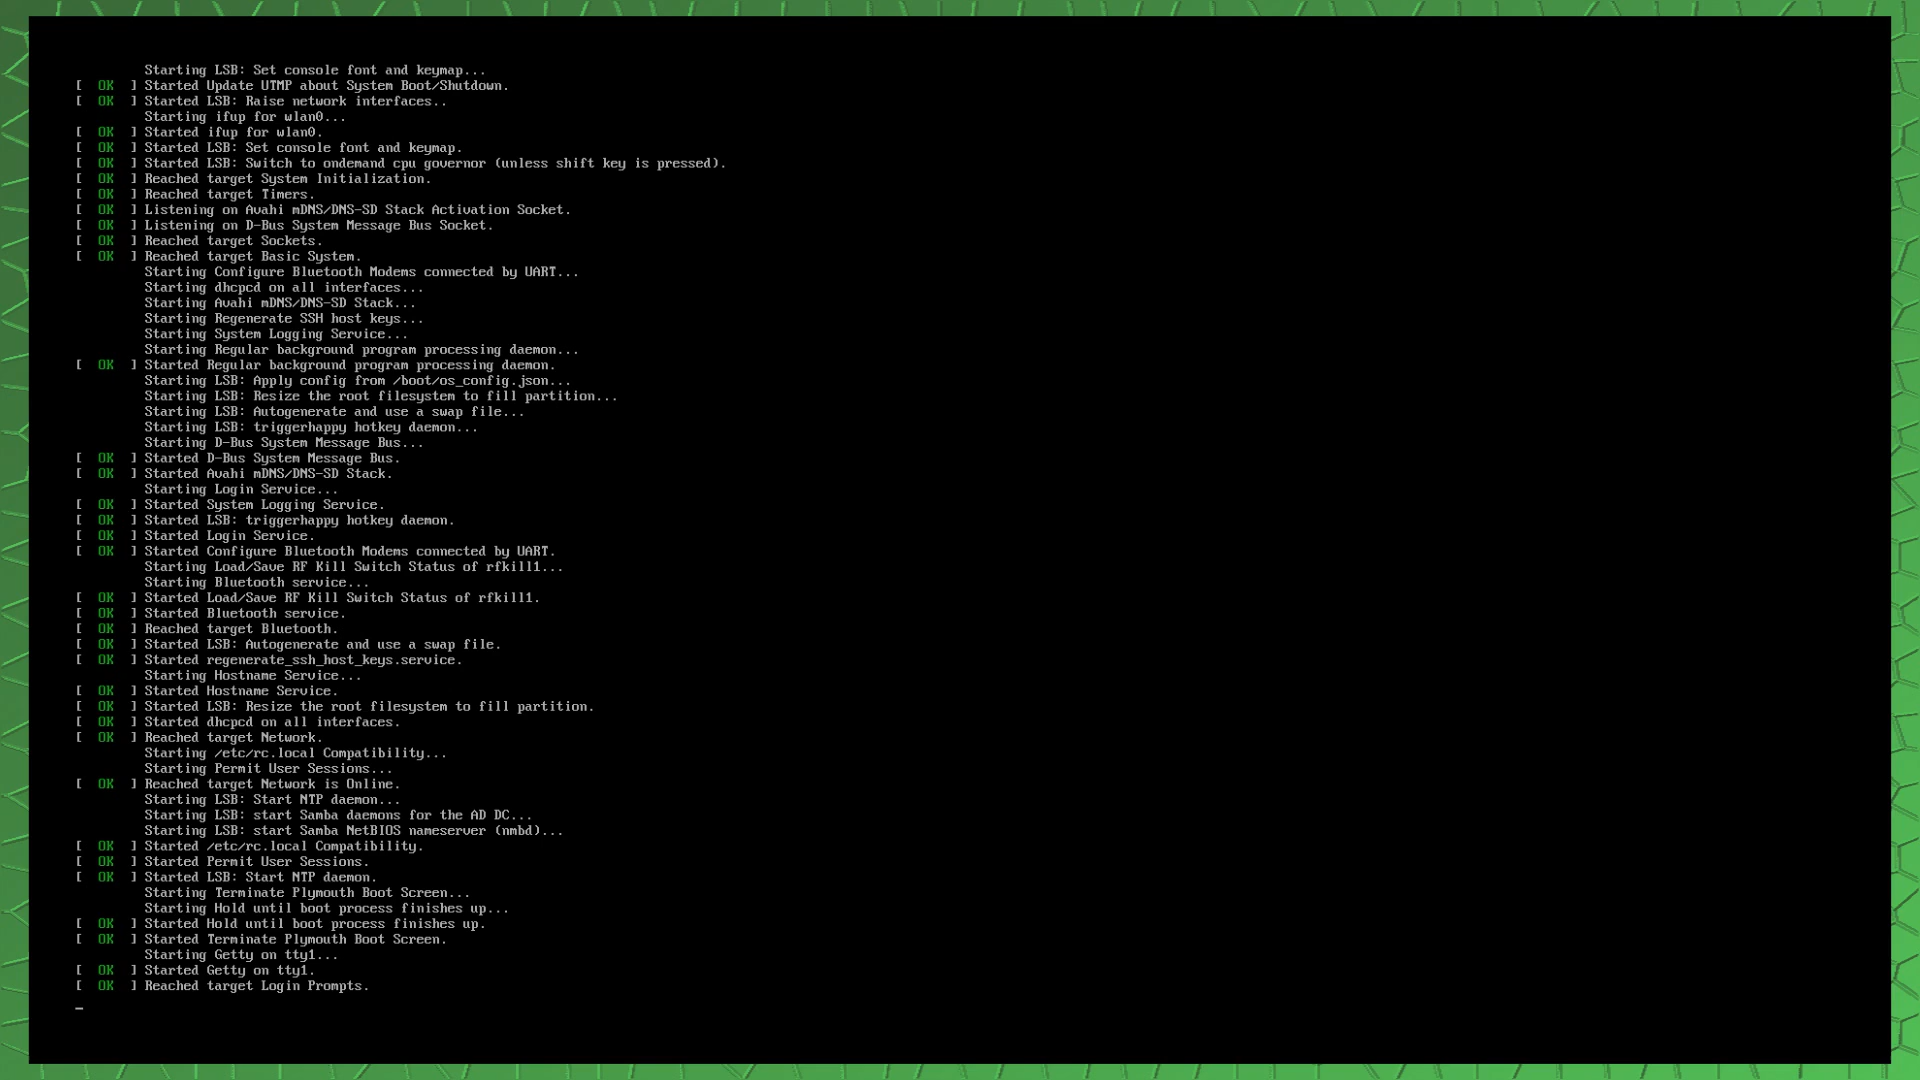 Starting LSB: Set console font and keymap...
[  OK  ] Started Update UTMP about System Boot/Shutdown.
[  OK  ] Started LSB: Raise network interfaces..
Starting ifup for wlan0...
[  OK  ] Started ifup for wlan0.
[  OK  ] Started LSB: Set console font and keymap.
[  OK  ] Started LSB: Switch to ondemand cpu governor (unless shift key is pressed).
[  OK  ] Reached target System Initialization.
[  OK  ] Reached target Timers.
[  OK  ] Listening on Avahi mDNS/DNS-SD Stack Activation Socket.
[  OK  ] Listening on D-Bus System Message Bus Socket.
[  OK  ] Reached target Sockets.
[  OK  ] Reached target Basic System.
Starting Configure Bluetooth Modems connected by UART...
Starting dhcpcd on all interfaces...
Starting Avahi mDNS/DNS-SD Stack...
Starting Regenerate SSH host keys...
Starting System Logging Service...
Starting Regular background program processing daemon...
[  OK  ] Started Regular background program processing daemon.
Starting LSB: Apply config from /boot/os_config.json...
Starting LSB: Resize the root filesystem to fill partition...
Starting LSB: Autogenerate and use a swap file...
Starting LSB: triggerhappy hotkey daemon...
Starting D-Bus System Message Bus...
[  OK  ] Started D-Bus System Message Bus.
[  OK  ] Started Avahi mDNS/DNS-SD Stack.
Starting Login Service...
[  OK  ] Started System Logging Service.
[  OK  ] Started LSB: triggerhappy hotkey daemon.
[  OK  ] Started Login Service.
[  OK  ] Started Configure Bluetooth Modems connected by UART.
Starting Load/Save RF Kill Switch Status of rfkill1...
Starting Bluetooth service...
[  OK  ] Started Load/Save RF Kill Switch Status of rfkill1.
[  OK  ] Started Bluetooth service.
[  OK  ] Reached target Bluetooth.
[  OK  ] Started LSB: Autogenerate and use a swap file.
[  OK  ] Started regenerate_ssh_host_keys.service.
Starting Hostname Service...
[  OK  ] Started Hostname Service.
[  OK  ] Started LSB: Resize the root filesystem to fill partition.
[  OK  ] Started dhcpcd on all interfaces.
[  OK  ] Reached target Network.
Starting /etc/rc.local Compatibility...
Starting Permit User Sessions...
[  OK  ] Reached target Network is Online.
Starting LSB: Start NTP daemon...
Starting LSB: start Samba daemons for the AD DC...
Starting LSB: start Samba NetBIOS nameserver (nmbd)...
[  OK  ] Started /etc/rc.local Compatibility.
[  OK  ] Started Permit User Sessions.
[  OK  ] Started LSB: Start NTP daemon.
Starting Terminate Plymouth Boot Screen...
Starting Hold until boot process finishes up...
[  OK  ] Started Hold until boot process finishes up.
[  OK  ] Started Terminate Plymouth Boot Screen.
Starting Getty on tty1...
[  OK  ] Started Getty on tty1.
[  OK  ] Reached target Login Prompts.
_